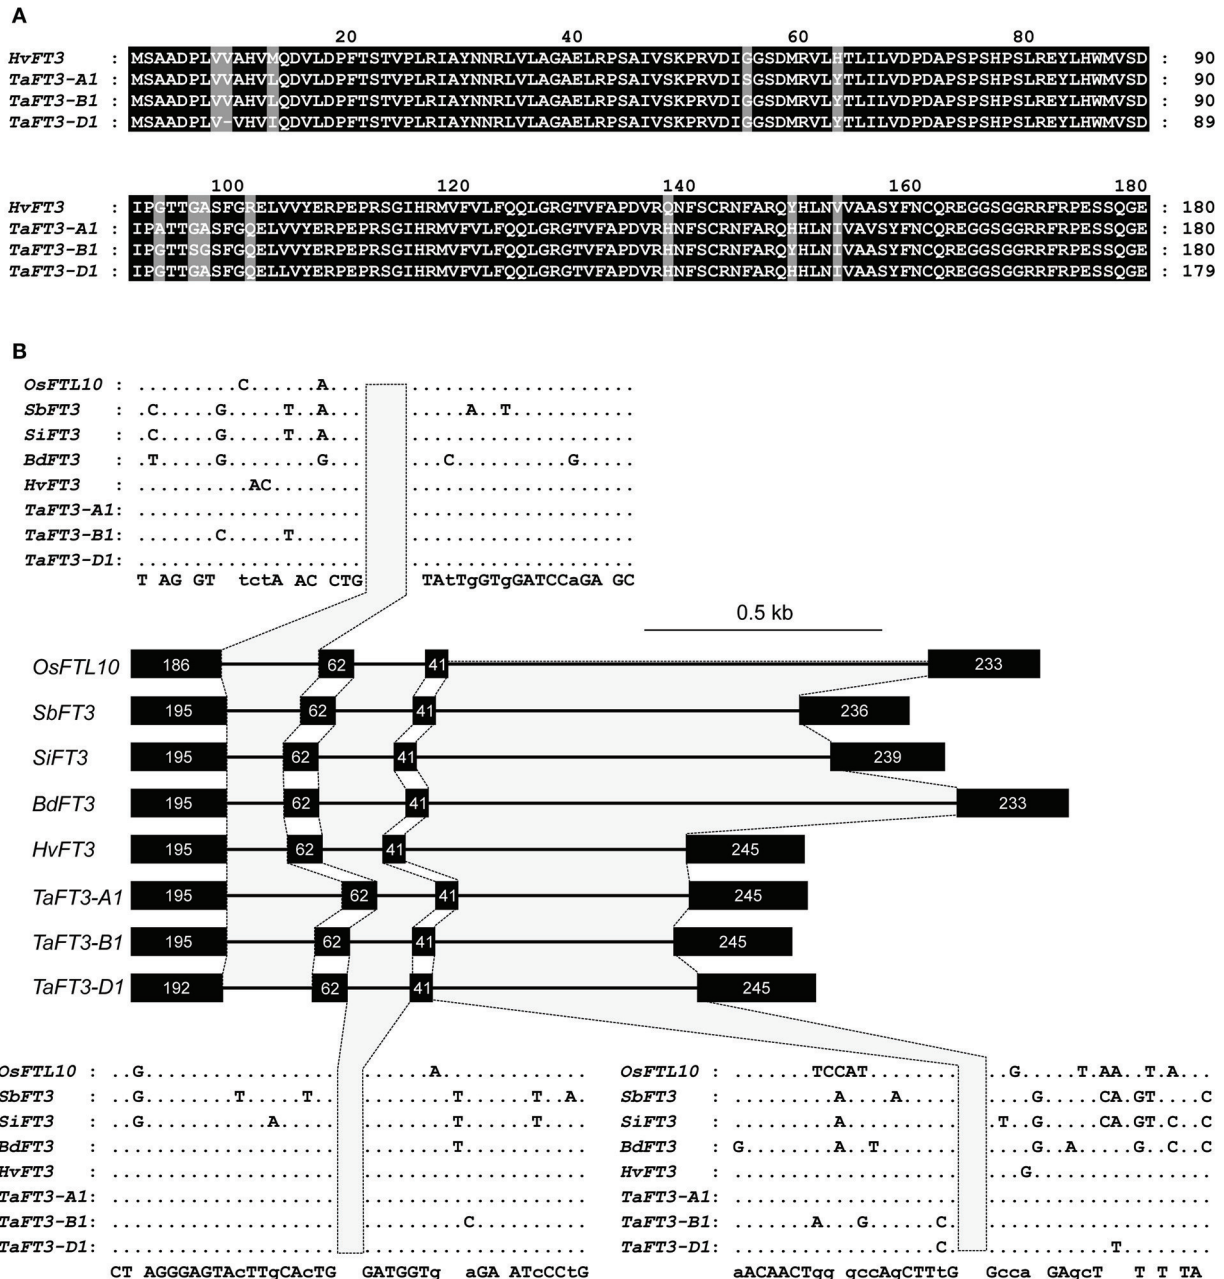 A
20 40 60 80
HvFT3 : MSAADPLVVAHVMQDVLDPFTSTVPLRIAYNNRLVLAGAELRPSAIVSKPRVDIGGSDMRVLHTLILVDPDAPSPSHPSLREYLHWMVSD : 90
TaFT3-A1 : MSAADPLVVAHVLQDVLDPFTSTVPLRIAYNNRLVLAGAELRPSAIVSKPRVDISGSDMRVLYTLILVDPDAPSPSHPSLREYLHWMVSD : 90
TaFT3-B1 : MSAADPLVVAHVLQDVLDPFTSTVPLRIAYNNRLVLAGAELRPSAIVSKPRVDIGGSDMRVLYTLILVDPDAPSPSHPSLREYLHWMVSD : 90
TaFT3-D1 : MSAADPLV-VHVIQDVLDPFTSTVPLRIAYNNRLVLAGAELRPSAIVSKPRVDIGGSDMRVLYTLILVDPDAPSPSHPSLREYLHWMVSD : 89
100 120 140 160 180
HvFT3 : IPGTTGASFGRELVVYERPEPRSGIHRMVFVLFQQLGRGTVFAPDVRQNFSCRNFARQYHLNVVAASYFNCQREGGSGGRRFRPESSQGE : 180
TaFT3-A1 : IPATTGASFGQELVVYERPEPRSGIHRMVFVLFQQLGRGTVFAPDVRHNFSCRNFARQHHLNIVAVSYFNCQREGGSGGRRFRPESSQGE : 180
TaFT3-B1 : IPGTTSGSFGQELVVYERPEPRSGIHRMVFVLFQQLGRGTVFAPDVRHNFSCRNFARQHHLNIVAASYFNCQREGGSGGRRFRPESSQGE : 180
TaFT3-D1 : IPGTTGASFGQELLVYERPEPRSGIHRMVFVLFQQLGRGTVFAPDVRHNFSCRNFARQHHLNIVAASYFNCQREGGSGGRRFRPESSQGE : 179
B
OsFTL10 : .........C......A... ....................
SbFT3 : .C.....G.....T..A... .....A..T...........
SiFT3 : .C.....G.....T..A... ....................
BdFT3 : .T.....G........G... ...C..........G.....
HvFT3 : ..........AC........ ....................
TaFT3-A1: .................... ....................
TaFT3-B1: .......C.....T...... ....................
TaFT3-D1: .................... ....................
T AG GT tctA AC CTG TAtTgGTgGATCCaGA GC
0.5 kb
OsFTL10 186 62 41 233
SbFT3 195 62 41 236
SiFT3 195 62 41 239
BdFT3 195 62 41 233
HvFT3 195 62 41 245
TaFT3-A1 195 62 41 245
TaFT3-B1 195 62 41 245
TaFT3-D1 192 62 41 245
OsFTL10 : ..G................. ......A.............
SbFT3 : ..G........T.....T.. ........T......T..A.
SiFT3 : ..G...........A..... ........T......T....
BdFT3 : .................... ........T...........
HvFT3 : .................... ....................
TaFT3-A1: .................... ....................
TaFT3-B1: .................... .........C..........
TaFT3-D1: .................... ....................
CT AGGGAGTAcTTgCAcTG GATGGTg aGA ATcCCtG
OsFTL10 : .......TCCAT........ ..G.....T.AA..T.A...
SbFT3 : .........A....A..... ....G.....CA.GT....C
SiFT3 : .........A.......... .T..G.....CA.GT.C..C
BdFT3 : G........A..T....... ....G..A.....G..C..C
HvFT3 : .................... ...G................
TaFT3-A1: .................... ....................
TaFT3-B1: .......A...G......C. ....................
TaFT3-D1: ..................C. ...........T........
aACAACTgg gccAgCTTtG Gcca GAgcT T T TA